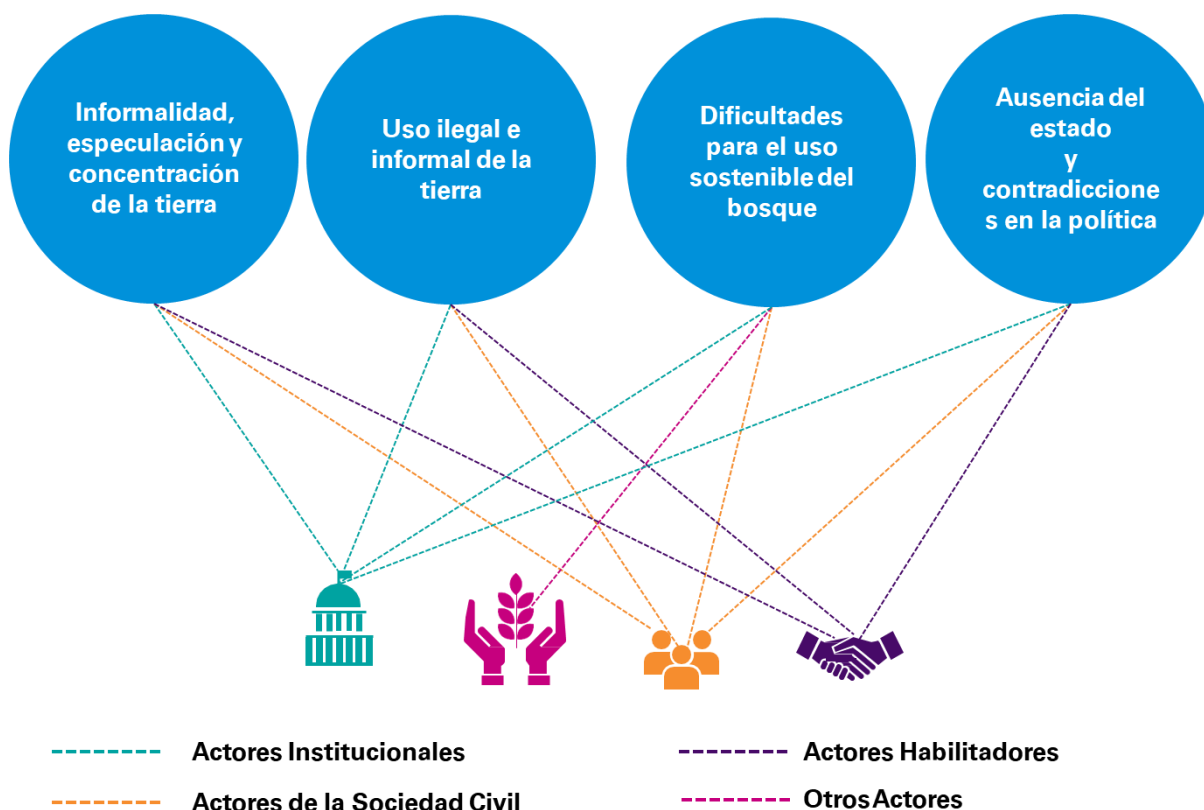 Informalidad,
especulación y
concentración
de la tierra
Uso ilegal e
informal de la
tierra
Dificultades
para el uso
sostenible del
bosque
Ausencia del
estado
y
contradiccione
s en la política
Actores Institucionales
Actores Habilitadores
Actores de la Sociedad Civil
Otros Actores